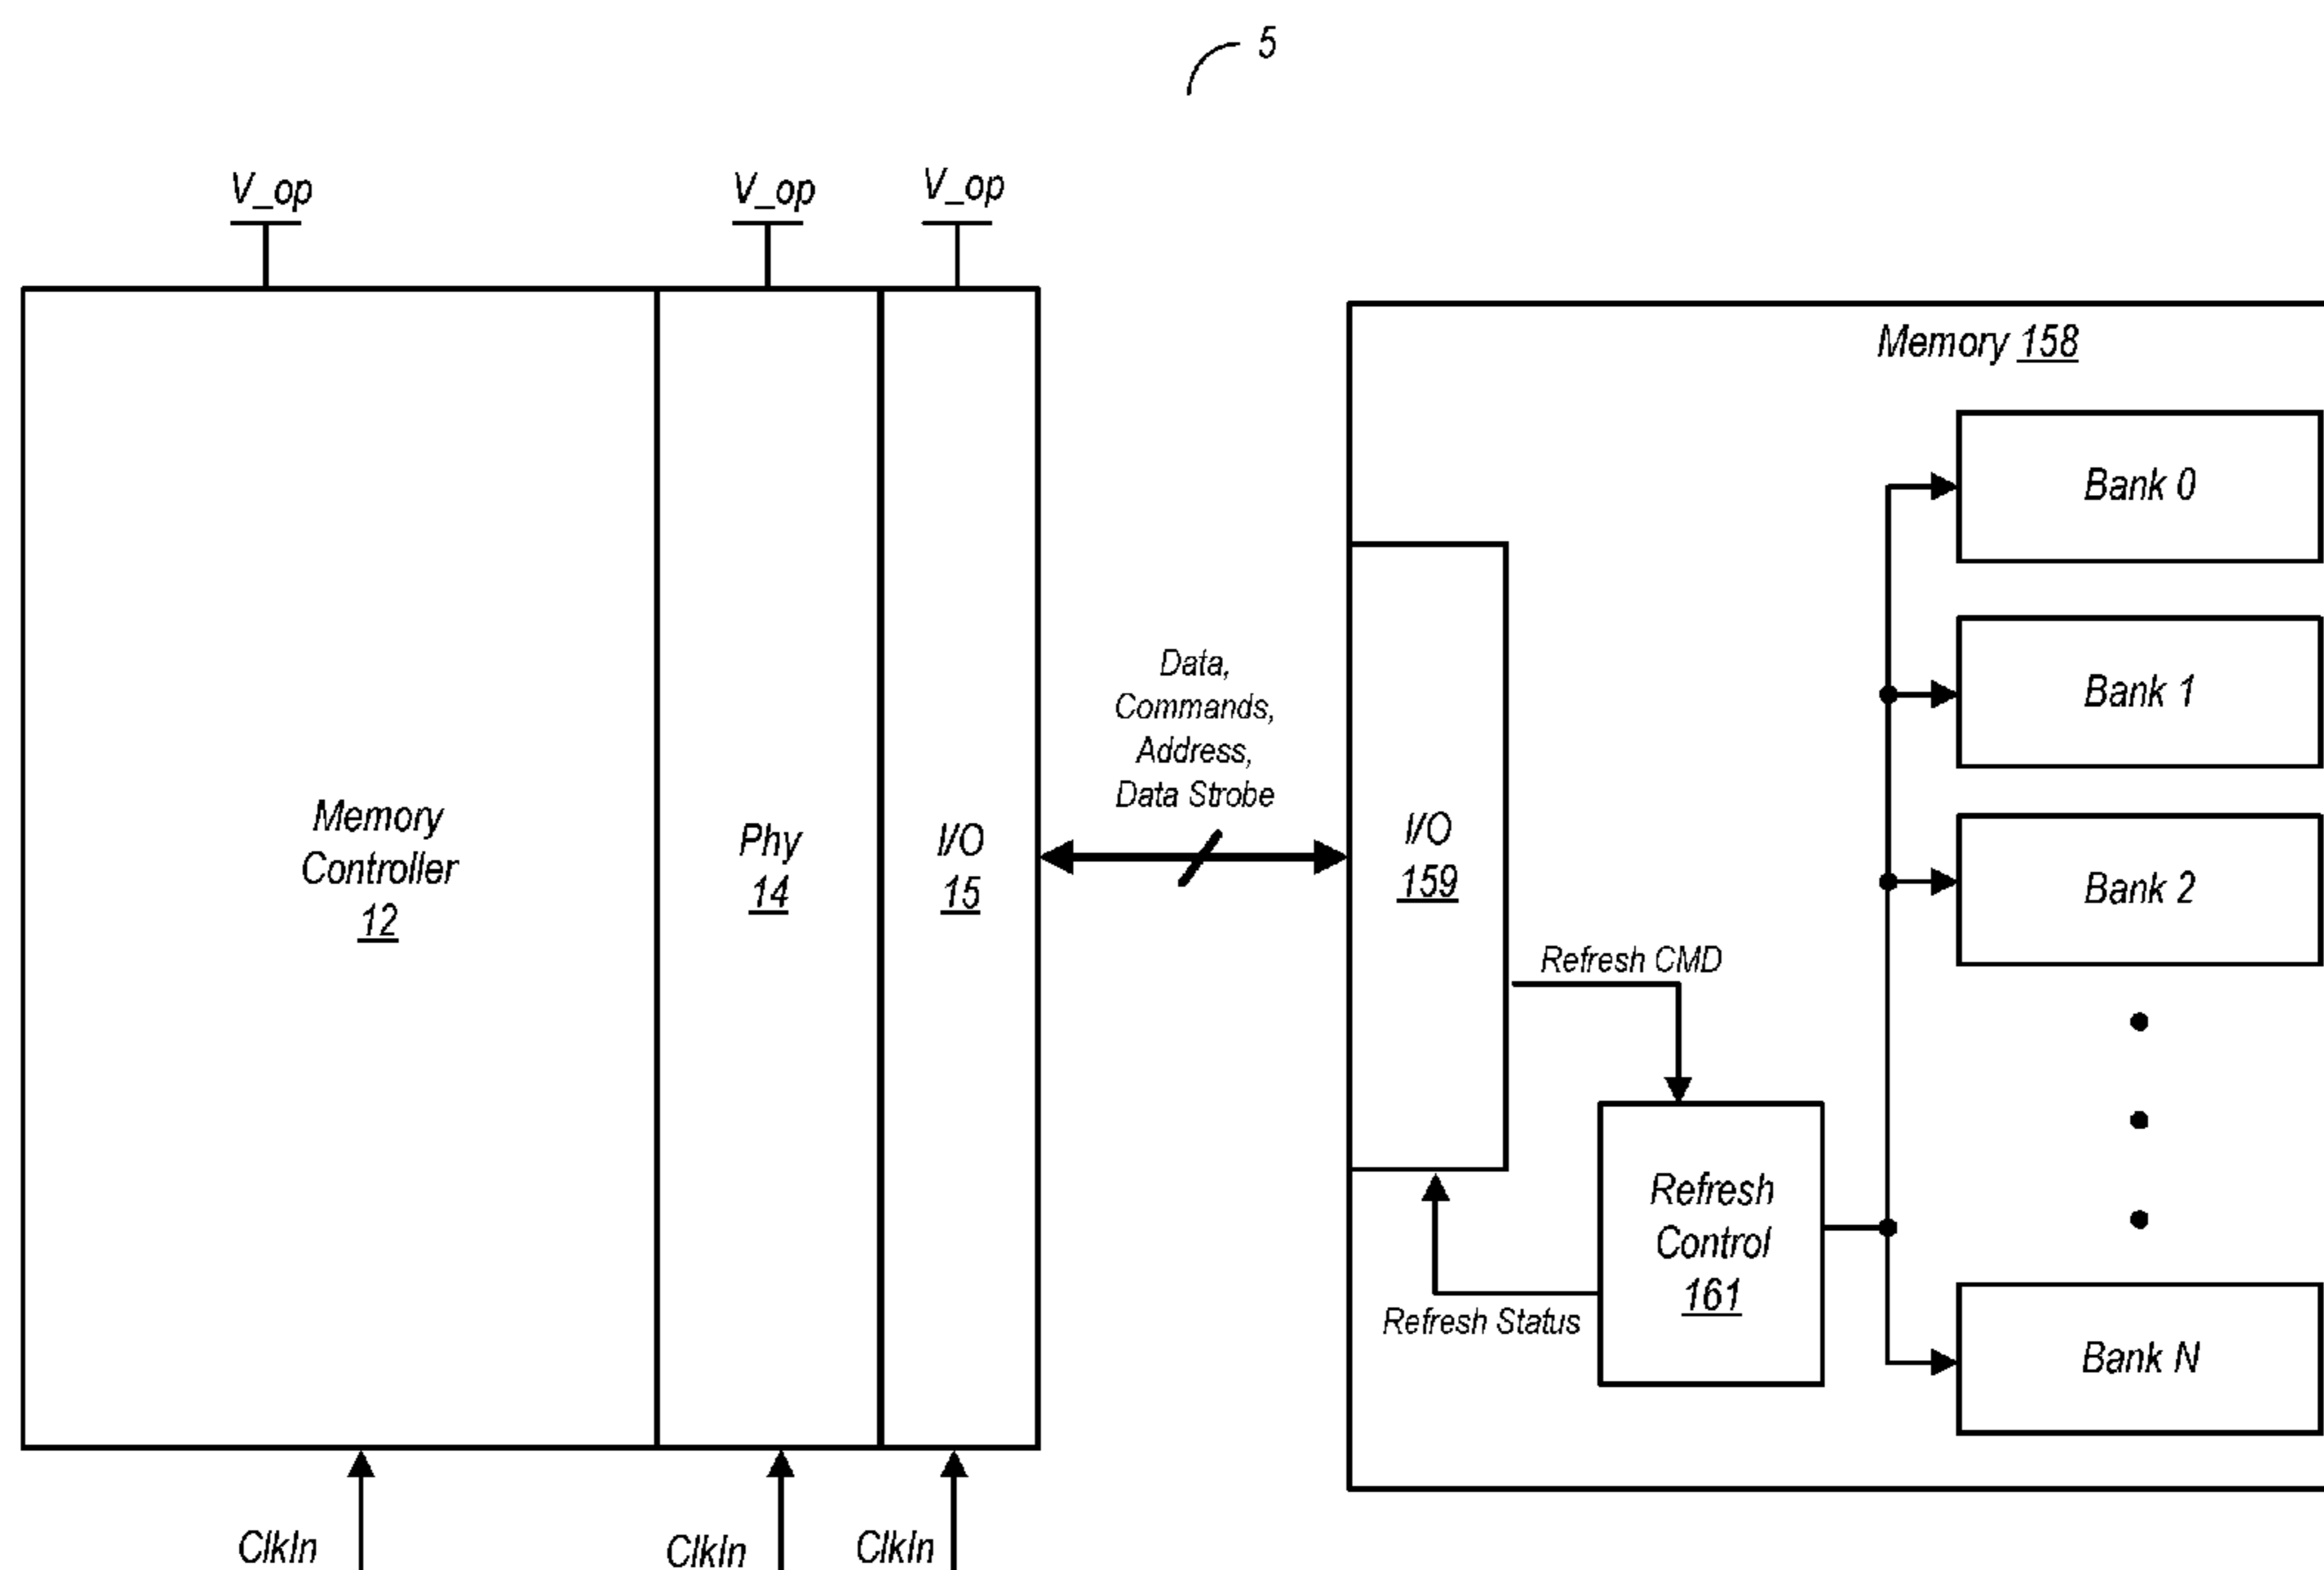 5
V_op
V_op
V_op
Memory 158
Bank 0
Bank 1
Bank 2
Bank N
Data,
Commands,
Address,
Data Strobe
Memory
Controller
12
Phy
14
I/O
15
I/O
159
Refresh CMD
Refresh
Control
161
Refresh Status
ClkIn
ClkIn
ClkIn